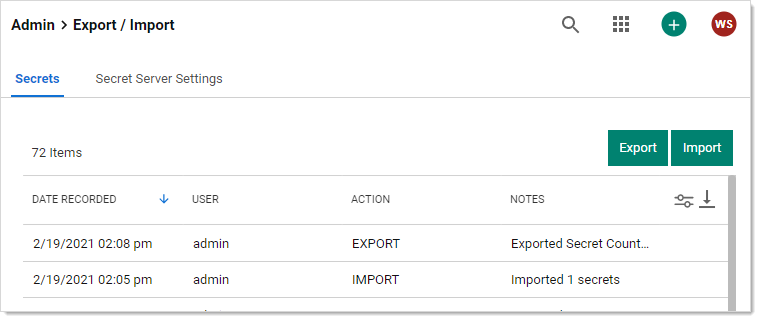 Admin > Export / Import
WS
Secrets Secret Server Settings
72 Items
Export Import
DATE RECORDED USER ACTION NOTES
2/19/2021 02:08 pm admin EXPORT Exported Secret Count...
2/19/2021 02:05 pm admin IMPORT Imported 1 secrets